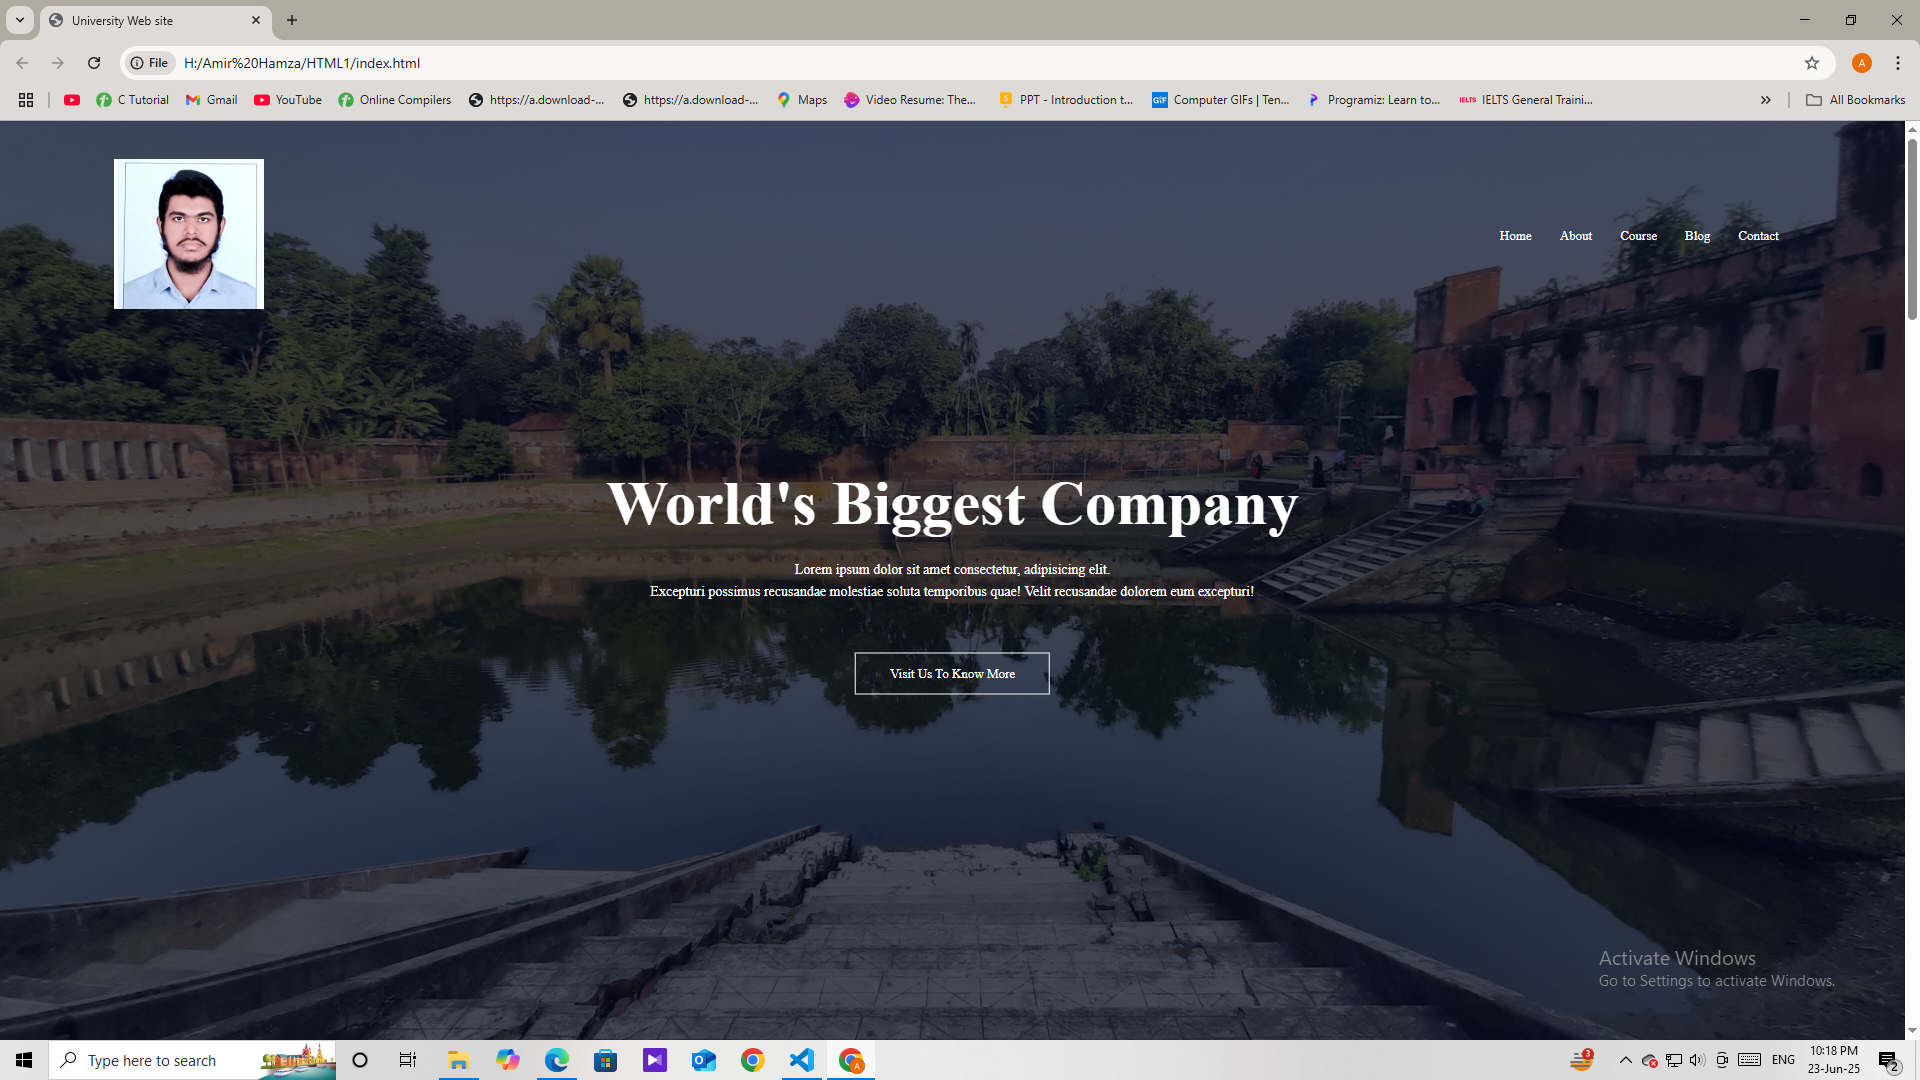 University Web site
File
H:/Amir%20Hamza/HTML1/index.html
A
C Tutorial
Gmail
YouTube
Online Compilers
https://a.download-...
https://a.download-...
Maps
Video Resume: The...
PPT - Introduction t...
GIF
Computer GIFs | Ten...
Programiz: Learn to...
IELTS
IELTS General Traini...
All Bookmarks
Home
About
Course
Blog
Contact
World's Biggest Company
Lorem ipsum dolor sit amet consectetur, adipisicing elit.
Excepturi possimus recusandae molestiae soluta temporibus quae! Velit recusandae dolorem eum excepturi!
Visit Us To Know More
Activate Windows
Go to Settings to activate Windows.
Type here to search
A
3
ENG
10:18 PM
23-Jun-25
2